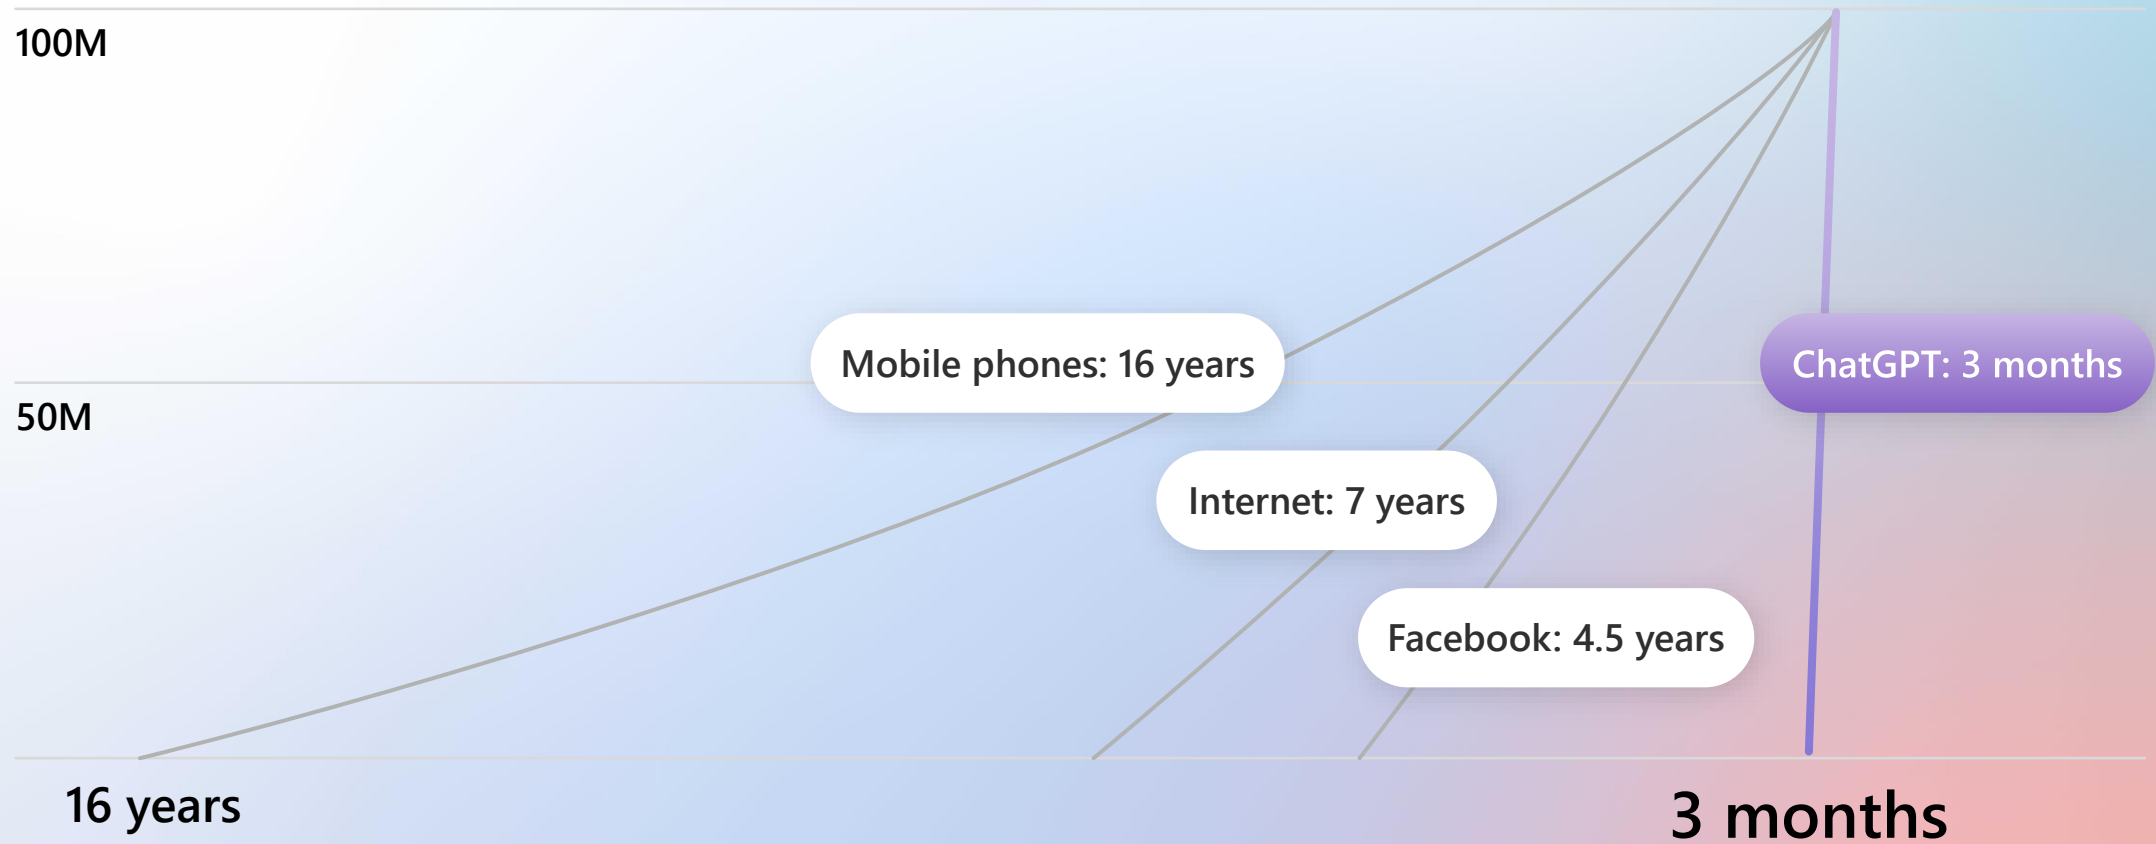 100M
50M
Mobile phones: 16 years
ChatGPT: 3 months
Internet: 7 years
Facebook: 4.5 years
16 years
3 months